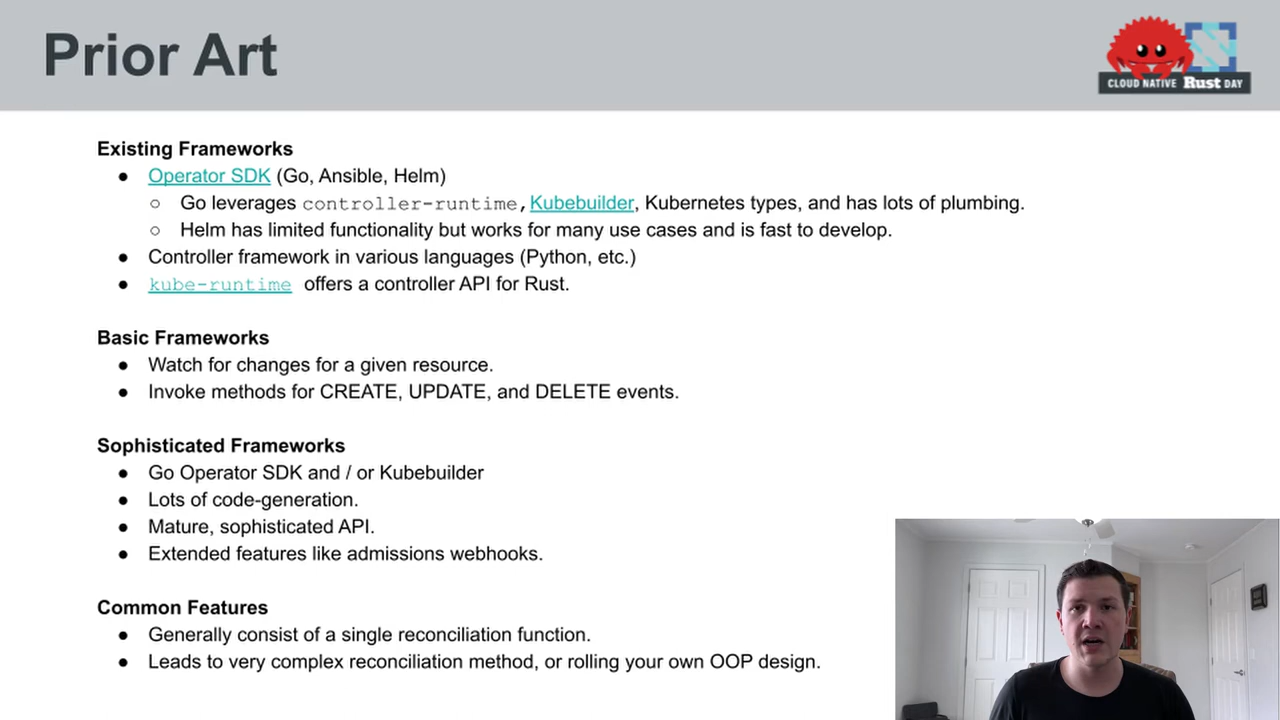 Prior Art
CLOUD NATIVE Rust DAY
Existing Frameworks
● Operator SDK (Go, Ansible, Helm)
○ Go leverages controller-runtime, Kubebuilder, Kubernetes types, and has lots of plumbing.
○ Helm has limited functionality but works for many use cases and is fast to develop.
● Controller framework in various languages (Python, etc.)
● kube-runtime offers a controller API for Rust.
Basic Frameworks
● Watch for changes for a given resource.
● Invoke methods for CREATE, UPDATE, and DELETE events.
Sophisticated Frameworks
● Go Operator SDK and / or Kubebuilder
● Lots of code-generation.
● Mature, sophisticated API.
● Extended features like admissions webhooks.
Common Features
● Generally consist of a single reconciliation function.
● Leads to very complex reconciliation method, or rolling your own OOP design.